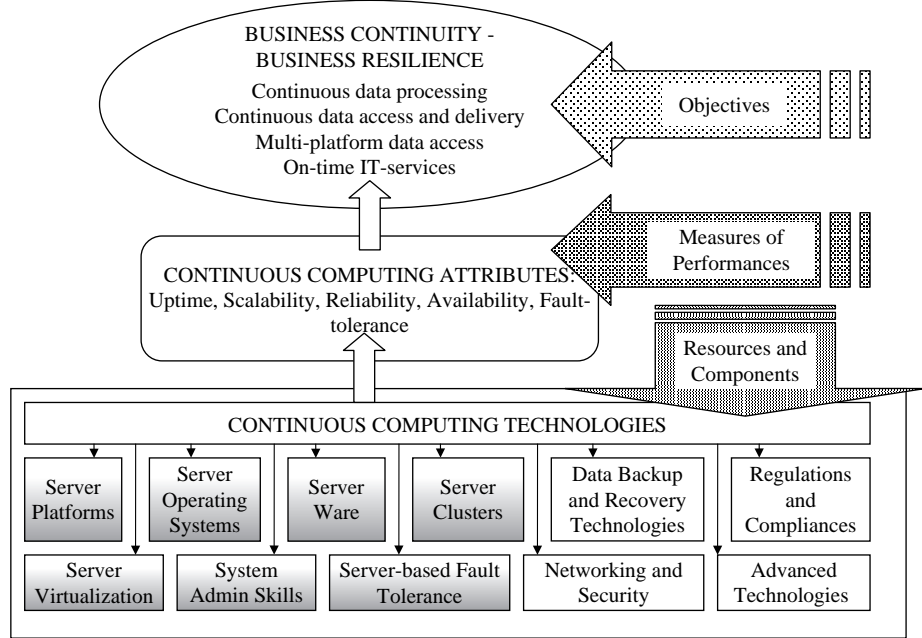 BUSINESS CONTINUITY -
BUSINESS RESILIENCE
Continuous data processing
Continuous data access and delivery
Multi-platform data access
On-time IT-services
Objectives
Measures of
Performances
CONTINUOUS COMPUTING ATTRIBUTES:
Uptime, Scalability, Reliability, Availability, Fault-
tolerance
Resources and
Components
CONTINUOUS COMPUTING TECHNOLOGIES
Server
Platforms
Server
Operating
Systems
Server
Ware
Server
Clusters
Data Backup
and Recovery
Technologies
Regulations
and
Compliances
Server
Virtualization
System
Admin Skills
Server-based Fault
Tolerance
Networking and
Security
Advanced
Technologies